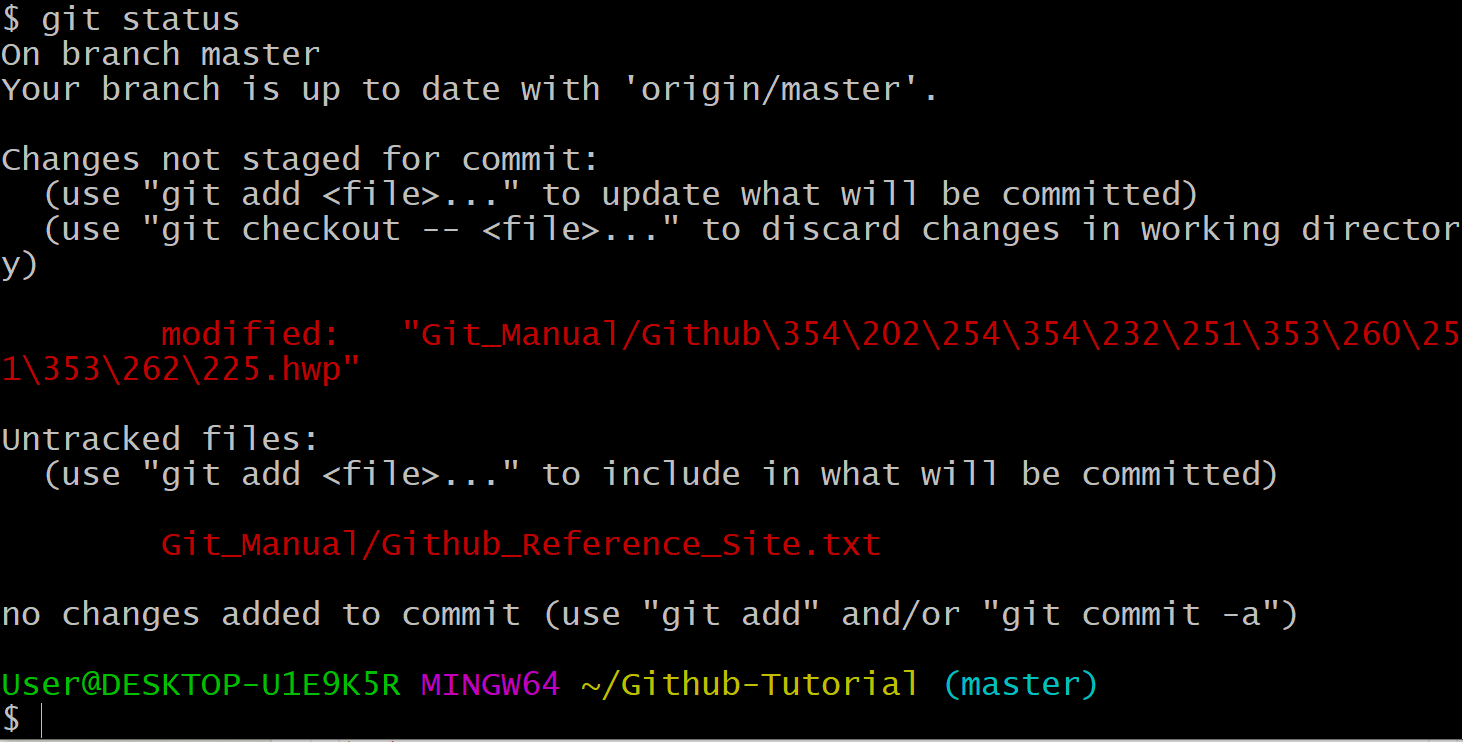 $ git status
On branch master
Your branch is up to date with 'origin/master'.
Changes not staged for commit:
  (use "git add <file>..." to update what will be committed)
  (use "git checkout -- <file>..." to discard changes in working director
y)
        modified:   "Git_Manual/Github\354\202\254\354\232\251\353\260\25
1\353\262\225.hwp"
Untracked files:
  (use "git add <file>..." to include in what will be committed)
        Git_Manual/Github_Reference_Site.txt
no changes added to commit (use "git add" and/or "git commit -a")
User@DESKTOP-U1E9K5R MINGW64 ~/Github-Tutorial (master)
$